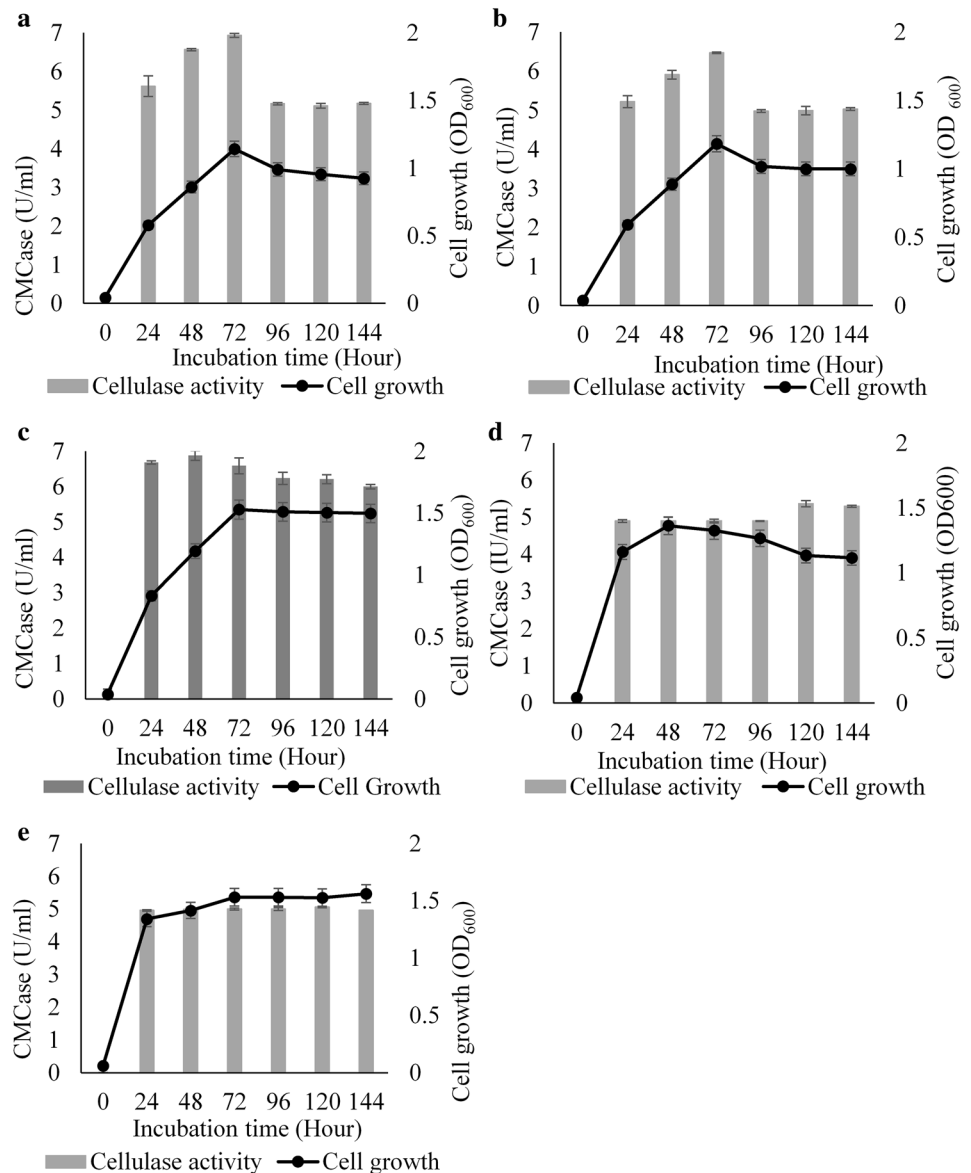 a
7
6
5
4
3
2
1
0
CMCase (U/ml)
2
1.5
1
0.5
0
Cell growth (OD600)
0 24 48 72 96 120 144
Incubation time (Hour)
Cellulase activity Cell growth
b
7
6
5
4
3
2
1
0
CMCase (U/ml)
2
1.5
1
0.5
0
Cell growth (OD 600)
0 24 48 72 96 120 144
Incubation time (Hour)
Cellulase activity Cell growth
c
7
6
5
4
3
2
1
0
CMCase (U/ml)
2
1.5
1
0.5
0
Cell growth (OD600)
0 24 48 72 96 120 144
Incubation time (Hour)
Cellulase activity Cell Growth
d
7
6
5
4
3
2
1
0
CMCase (IU/ml)
2
1.5
1
0.5
0
Cell growth (OD600)
0 24 48 72 96 120 144
Incubation time (Hour)
Cellulase activity Cell growth
e
7
6
5
4
3
2
1
0
CMCase (U/ml)
2
1.5
1
0.5
0
Cell growth (OD600)
0 24 48 72 96 120 144
Incubation time (Hour)
Cellulase activity Cell growth